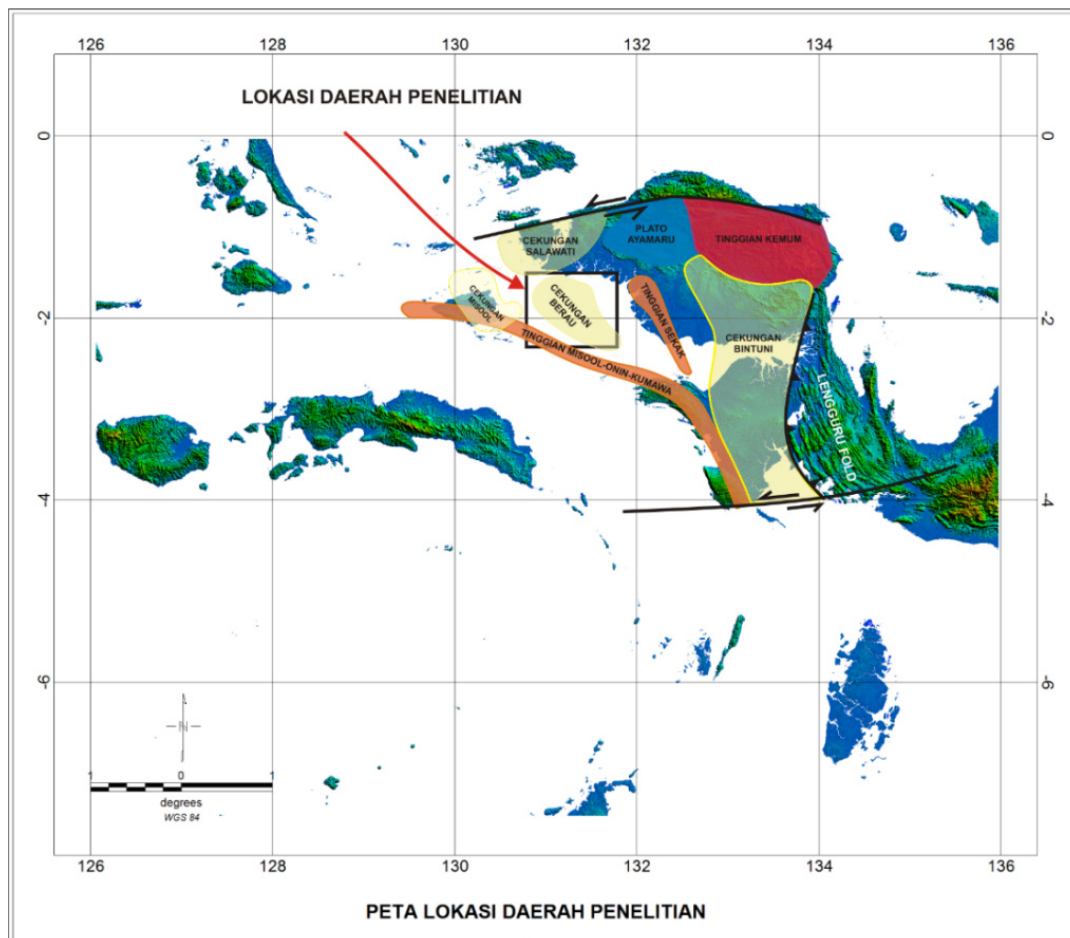 126 128 130 132 134 136
LOKASI DAERAH PENELITIAN
0 0
PLATO
AYAMARU
TINGGIAN KEMUM
CEKUNGAN
SALAWATI
CEKUNGAN
MISOOL
CEKUNGAN
BERAU
TINGGIAN SEKAK
-2 -2
TINGGIAN MISOOL-ONIN-KUMAWA
CEKUNGAN
BINTUNI
LENGGURU FOLD
-4 -4
-6 -6
N
1 0 1
degrees
WGS 84
126 128 130 132 134 136
PETA LOKASI DAERAH PENELITIAN